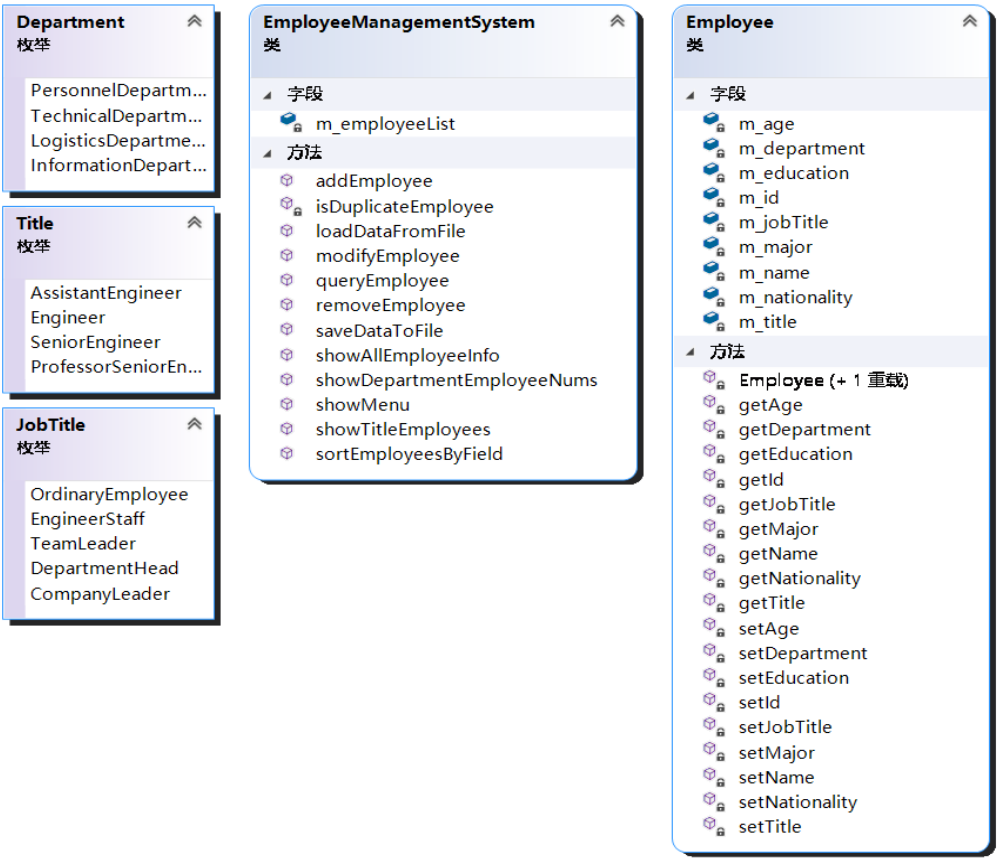 Department
枚举
PersonnelDepartm...
TechnicalDepartm...
LogisticsDepartme...
InformationDepart...
Title
枚举
AssistantEngineer
Engineer
SeniorEngineer
ProfessorSeniorEn...
JobTitle
枚举
OrdinaryEmployee
EngineerStaff
TeamLeader
DepartmentHead
CompanyLeader
EmployeeManagementSystem
类
字段
m_employeeList
方法
addEmployee
isDuplicateEmployee
loadDataFromFile
modifyEmployee
queryEmployee
removeEmployee
saveDataToFile
showAllEmployeeInfo
showDepartmentEmployeeNums
showMenu
showTitleEmployees
sortEmployeesByField
Employee
类
字段
m_age
m_department
m_education
m_id
m_jobTitle
m_major
m_name
m_nationality
m_title
方法
Employee (+ 1 重载)
getAge
getDepartment
getEducation
getId
getJobTitle
getMajor
getName
getNationality
getTitle
setAge
setDepartment
setEducation
setId
setJobTitle
setMajor
setName
setNationality
setTitle